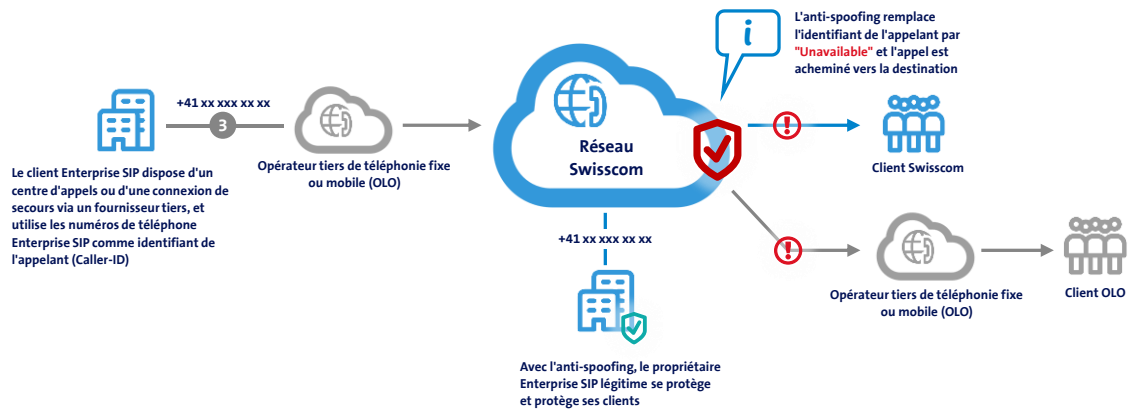 L'anti-spoofing remplace
l'identifiant de l'appelant par
"Unavailable" et l'appel est
acheminé vers la destination
+41 xx xxx xx xx
3
Le client Enterprise SIP dispose d'un
centre d'appels ou d'une connexion de
secours via un fournisseur tiers, et
utilise les numéros de téléphone
Enterprise SIP comme identifiant de
l'appelant (Caller-ID)
Opérateur tiers de téléphonie fixe
ou mobile (OLO)
Réseau
Swisscom
i
!
Client Swisscom
!
Opérateur tiers de téléphonie fixe
ou mobile (OLO)
Client OLO
+41 xx xxx xx xx
Avec l'anti-spoofing, le propriétaire
Enterprise SIP légitime se protège
et protège ses clients